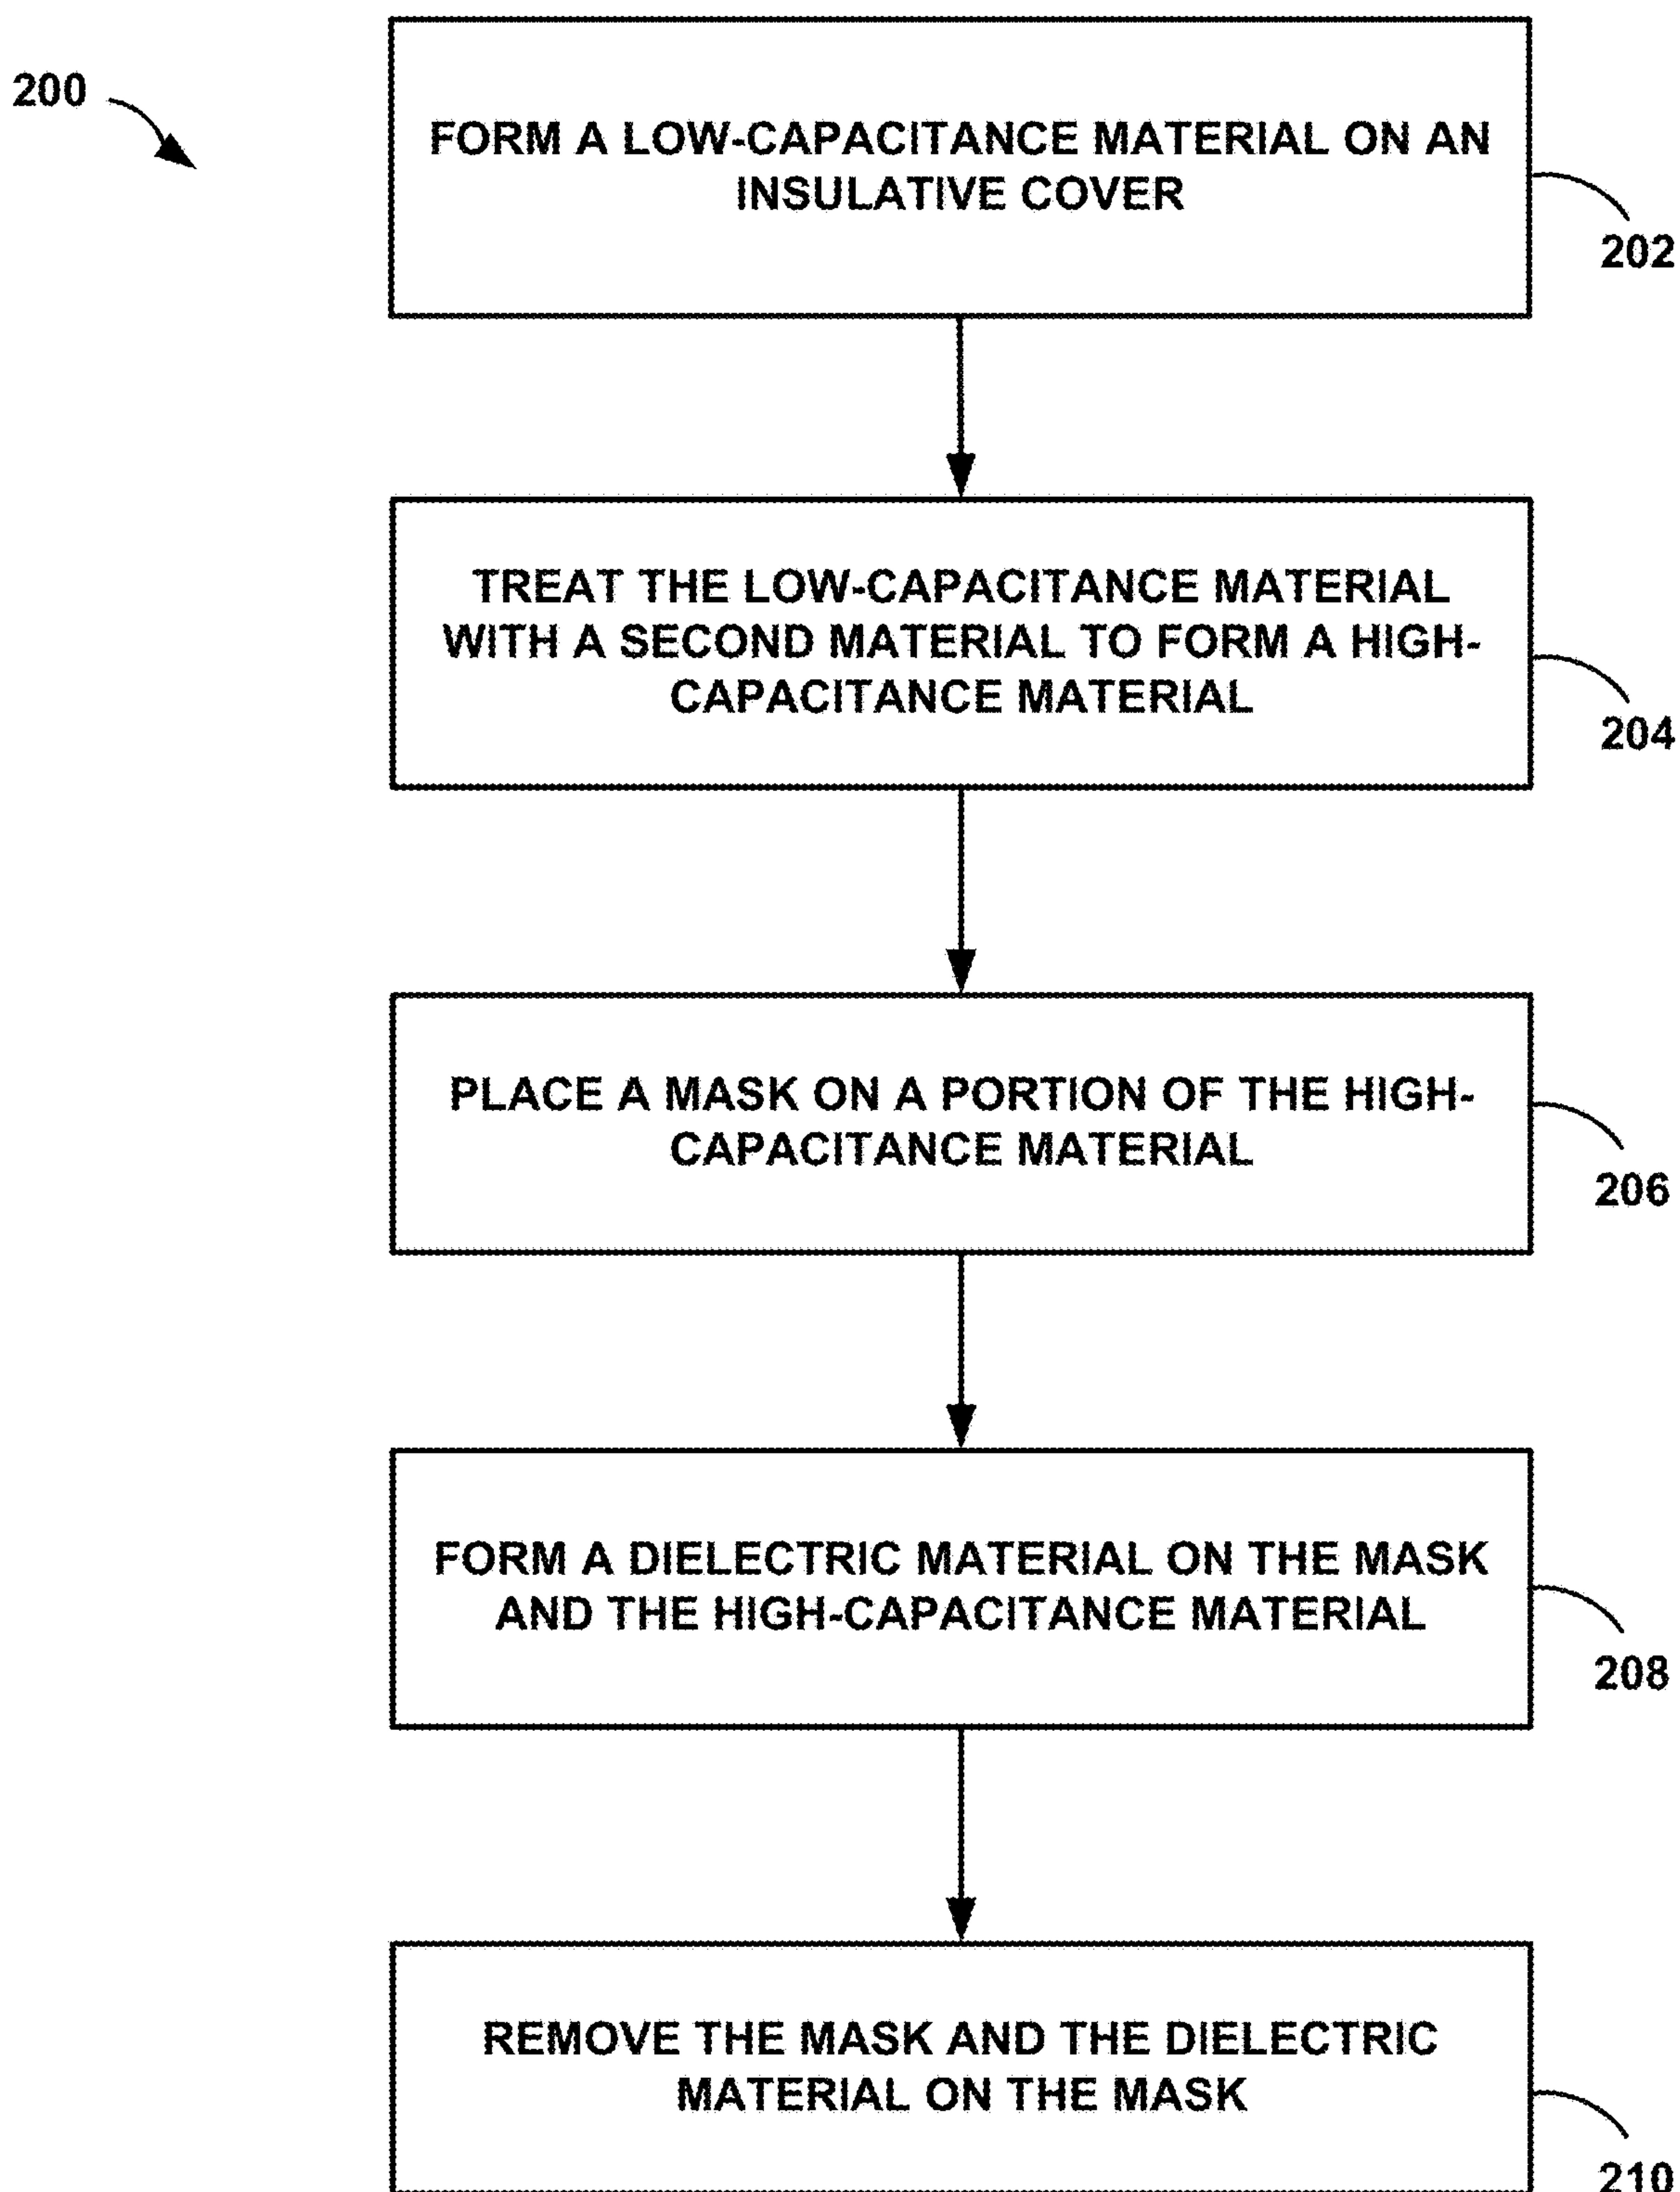 200
FORM A LOW-CAPACITANCE MATERIAL ON AN
INSULATIVE COVER
202
TREAT THE LOW-CAPACITANCE MATERIAL
WITH A SECOND MATERIAL TO FORM A HIGH-
CAPACITANCE MATERIAL
204
PLACE A MASK ON A PORTION OF THE HIGH-
CAPACITANCE MATERIAL
206
FORM A DIELECTRIC MATERIAL ON THE MASK
AND THE HIGH-CAPACITANCE MATERIAL
208
REMOVE THE MASK AND THE DIELECTRIC
MATERIAL ON THE MASK
210